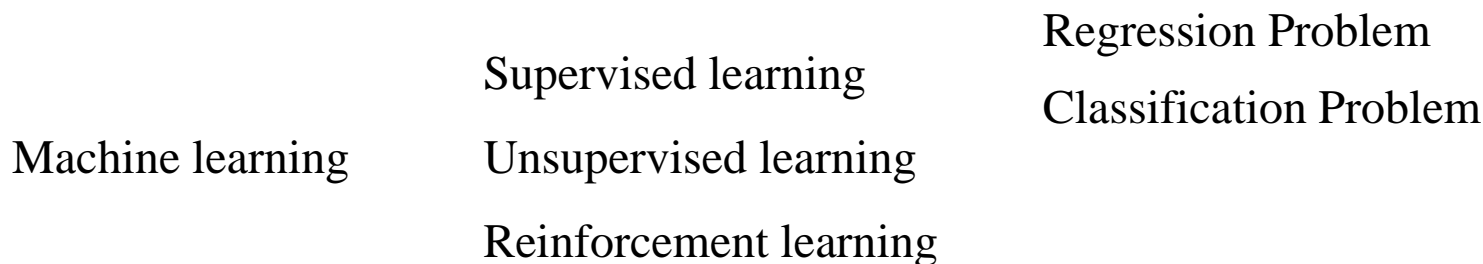 Machine learning
Supervised learning
Unsupervised learning
Reinforcement learning
Regression Problem
Classification Problem